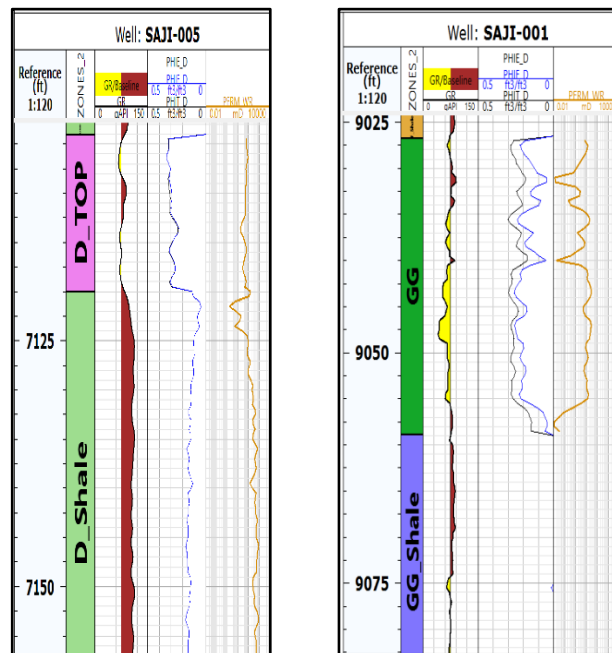 Well: SAJI-005
Reference
(ft)
1:120
ZONES_2
GR/Baseline
GR
0 gAPI 150
PHIE_D
PHIE_D
0.5 ft3/ft3 0
PHIT_D
0.5 ft3/ft3 0
PERM_WR
0.01 mD 10000
D_TOP
7125
D_Shale
7150
Well: SAJI-001
Reference
(ft)
1:120
ZONES_2
GR/Baseline
GR
0 gAPI 150
PHIE_D
PHIE_D
0.5 ft3/ft3 0
PHIT_D
0.5 ft3/ft3 0
PERM_WR
0.01 mD 1000
9025
GG
9050
GG_Shale
9075